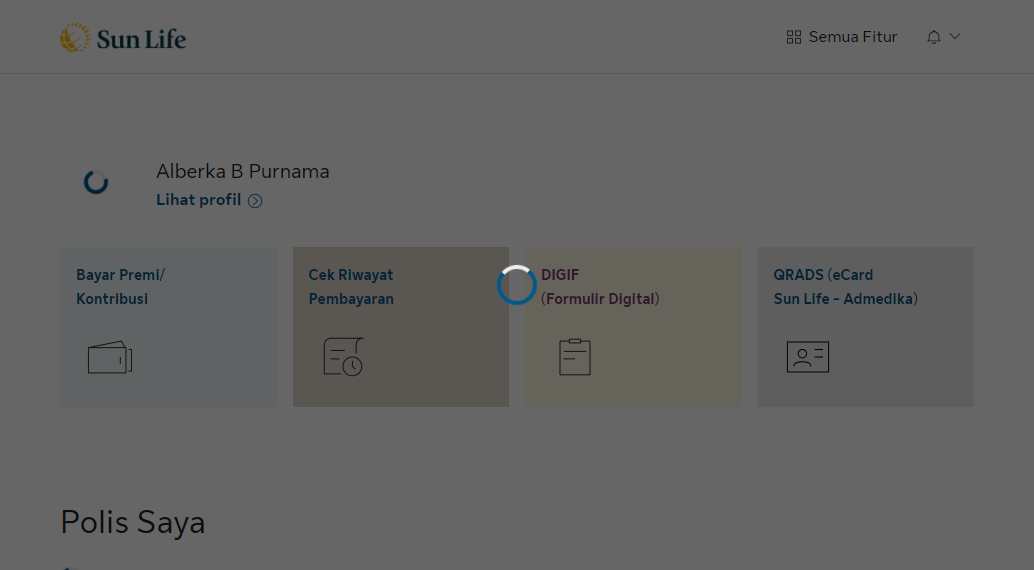 Sun Life
Semua Fitur
Alberka B Purnama
Lihat profil
Bayar Premi/
Kontribusi
Cek Riwayat
Pembayaran
DIGIF
(Formulir Digital)
QRADS (eCard
Sun Life - Admedika)
Polis Saya